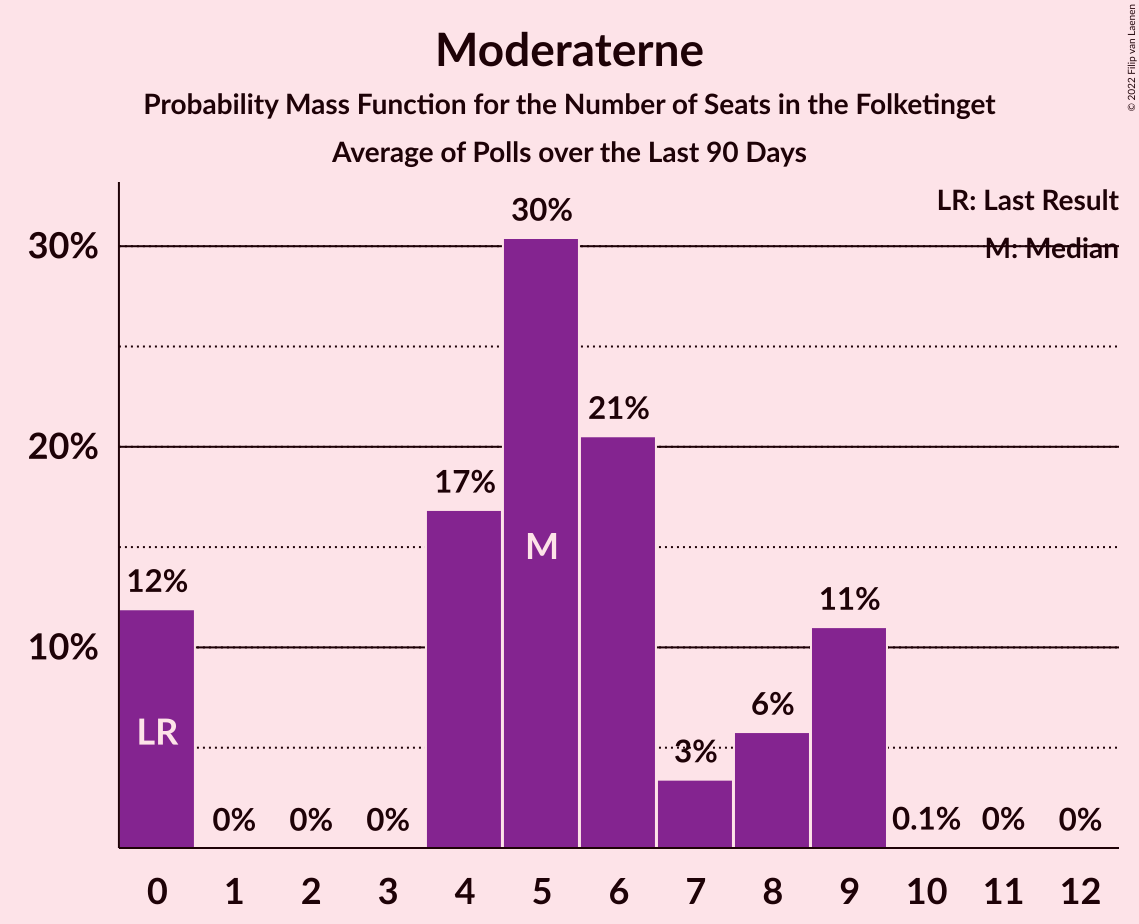 Moderaterne
Probability Mass Function for the Number of Seats in the Folketinget
Average of Polls over the Last 90 Days
© 2022 Filip van Laenen
LR: Last Result
M: Median
30%
20%
10%
12%
0%
0%
0%
17%
30%
21%
3%
6%
11%
0.1%
0%
0%
LR
M
0 1 2 3 4 5 6 7 8 9 10 11 12